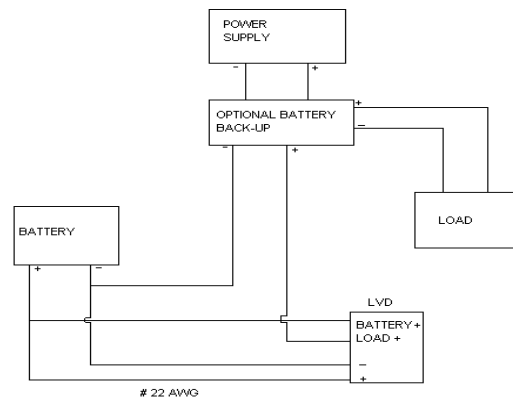 POWER
SUPPLY
− +
OPTIONAL BATTERY
BACK-UP
+
−
− +
LOAD
BATTERY
+ −
LVD
BATTERY +
LOAD +
−
+
# 22 AWG